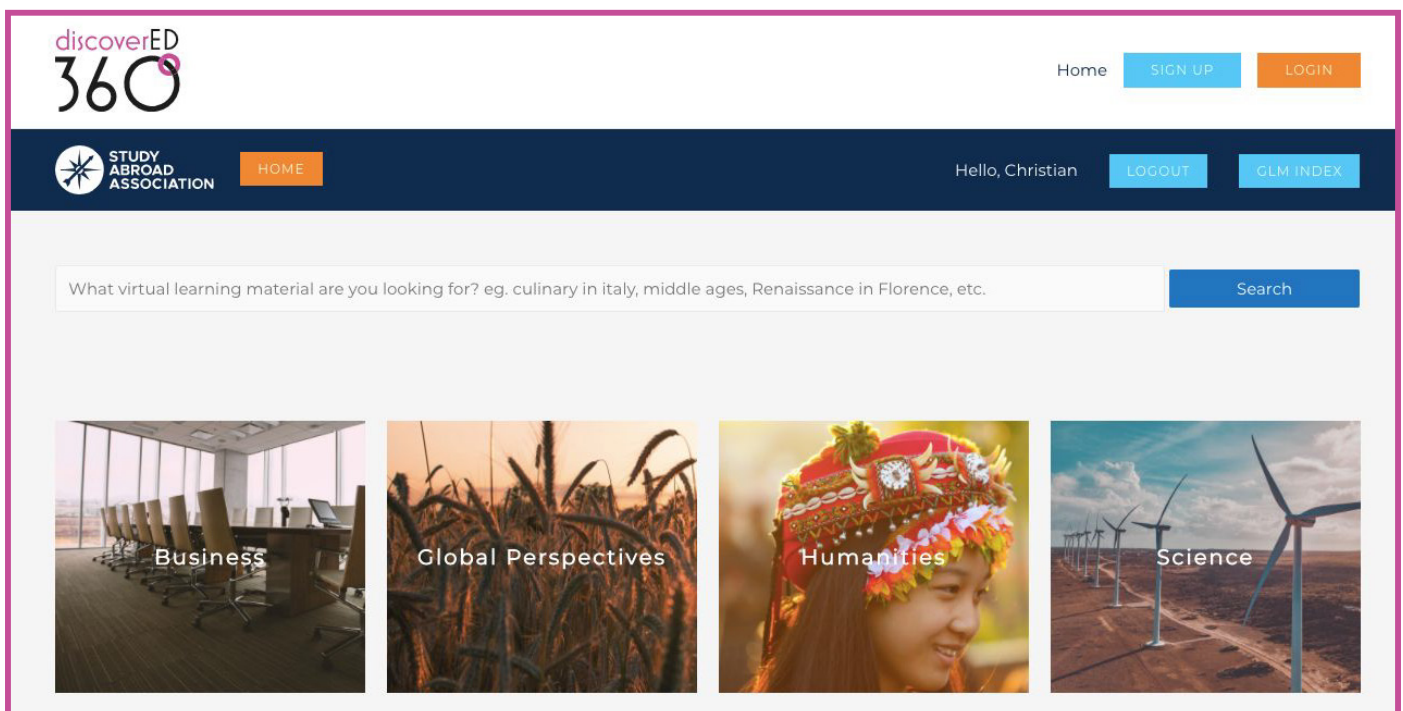 discoverED
360
Home
SIGN UP
LOGIN
STUDY
ABROAD
ASSOCIATION
HOME
Hello, Christian
LOGOUT
GLM INDEX
What virtual learning material are you looking for? eg. culinary in italy, middle ages, Renaissance in Florence, etc.
Search
Business
Global Perspectives
Humanities
Science